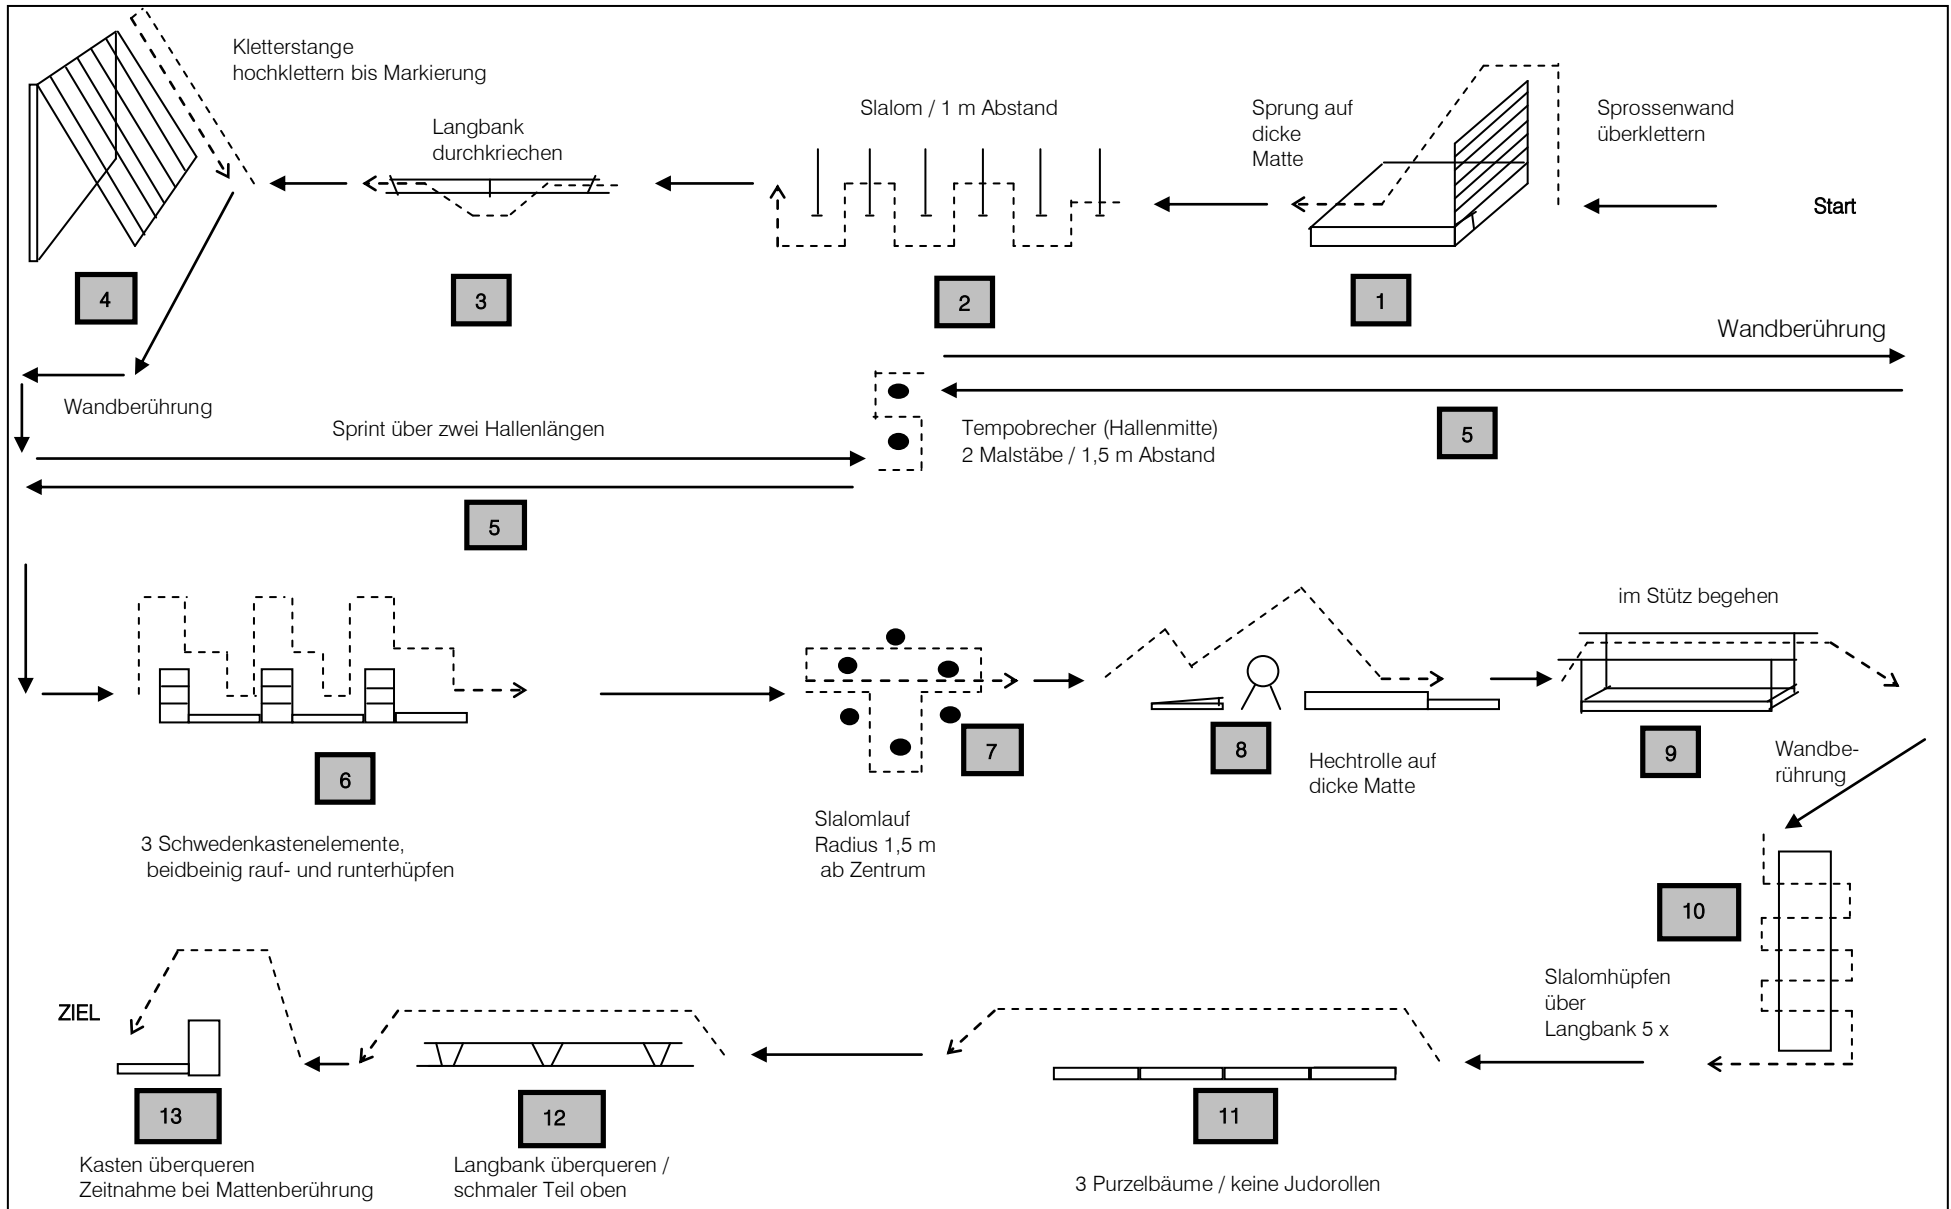 Kletterstange
hochklettern bis Markierung
Langbank
durchkriechen
Slalom / 1 m Abstand
Sprung auf
dicke
Matte
Sprossenwand
überklettern
Start
4
3
2
1
Wandberührung
Wandberührung
Sprint über zwei Hallenlängen
Tempobrecher (Hallenmitte)
2 Malstäbe / 1,5 m Abstand
5
5
im Stütz begehen
6
7
8
9
Hechtrolle auf
dicke Matte
Wandbe-
rührung
3 Schwedenkastenelemente,
beidbeinig rauf- und runterhüpfen
Slalomlauf
Radius 1,5 m
ab Zentrum
10
Slalomhüpfen
über
Langbank 5 x
ZIEL
13
12
11
Kasten überqueren
Zeitnahme bei Mattenberührung
Langbank überqueren /
schmaler Teil oben
3 Purzelbäume / keine Judorollen